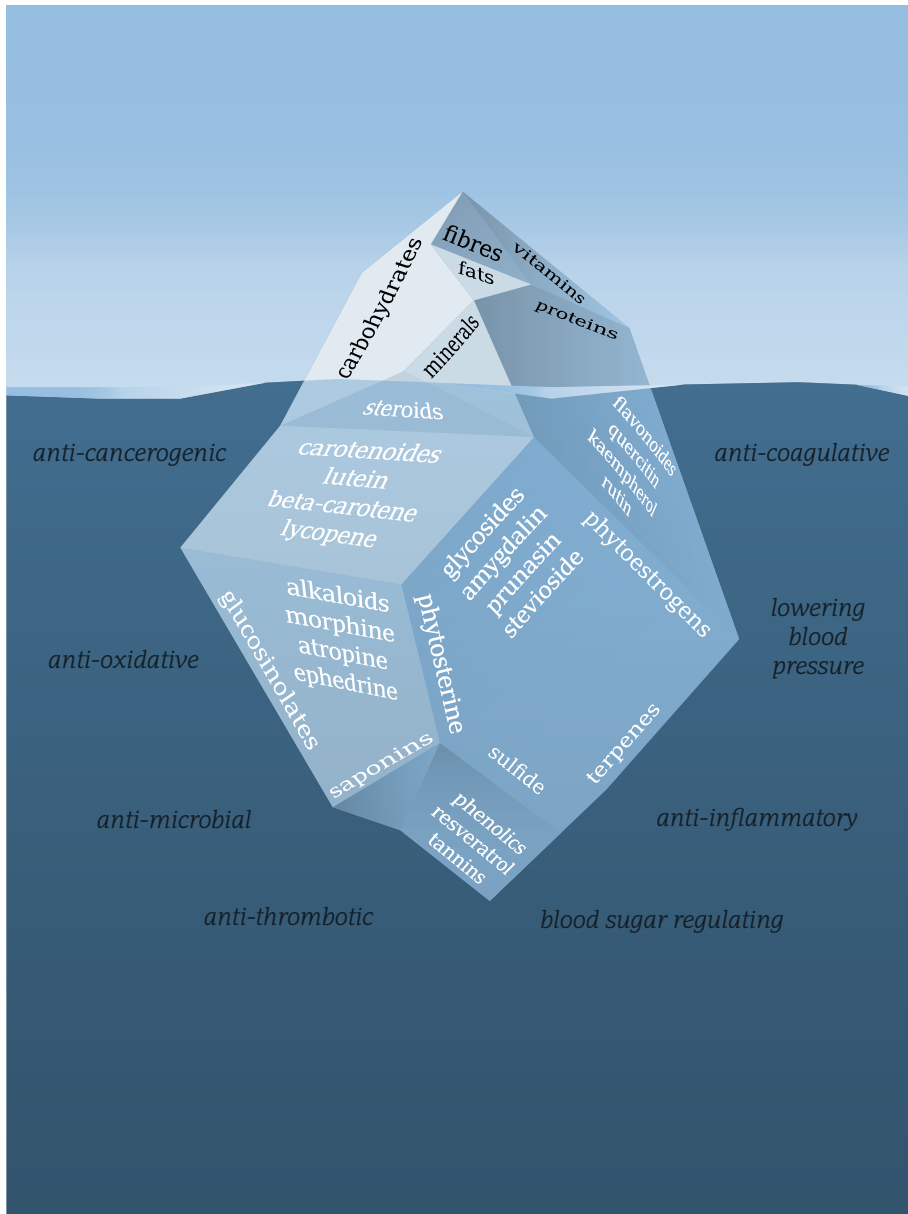 fibres
vitamins
fats
carbohydrates
proteins
minerals
steroids
flavonoides
quercitin
kaempherol
rutin
anti-cancerogenic
carotenoides
lutein
beta-carotene
lycopene
anti-coagulative
glycosides
amygdalin
prunasin
stevioside
phytoestrogens
alkaloids
morphine
atropine
ephedrine
glucosinolates
phytosterine
lowering
blood
pressure
anti-oxidative
saponins
sulfide
terpenes
anti-microbial
phenolics
resveratrol
tannins
anti-inflammatory
anti-thrombotic
blood sugar regulating